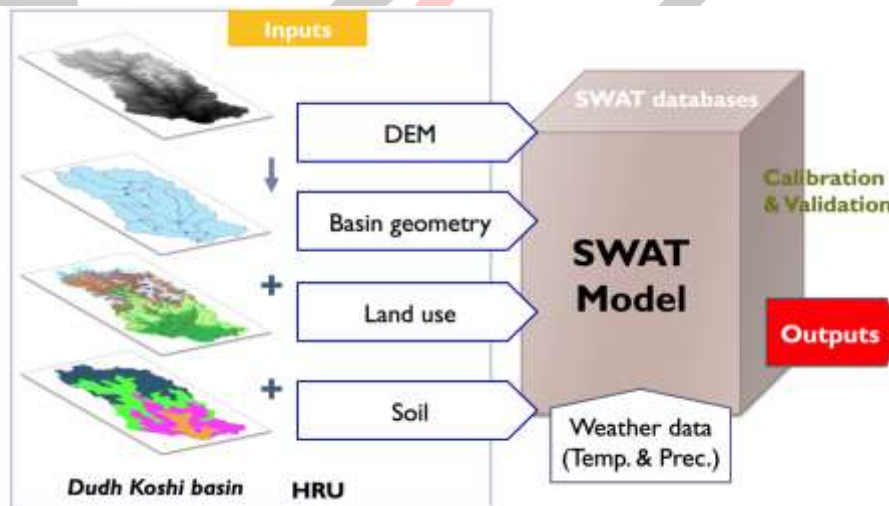 Inputs
SWAT databases
DEM
Calibration
& Validation
Basin geometry
SWAT
Model
Land use
Outputs
Soil
Weather data
(Temp. & Prec.)
Dudh Koshi basin
HRU
+
+